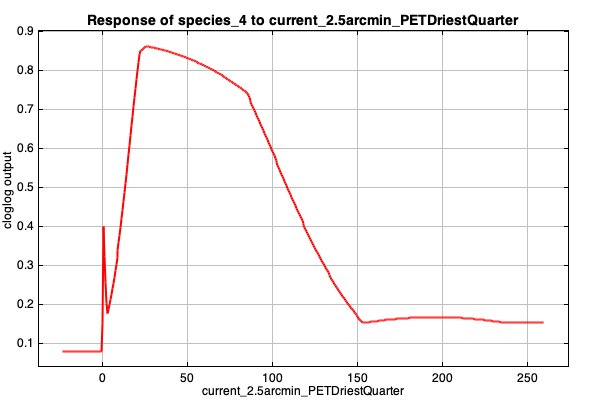 Response of species_4 to current_2.5arcmin_PETDriestQuarter
0.9
0.8
0.7
0.6
0.5
0.4
0.3
0.2
0.1
cloglog output
0 50 100 150 200 250
current_2.5arcmin_PETDriestQuarter